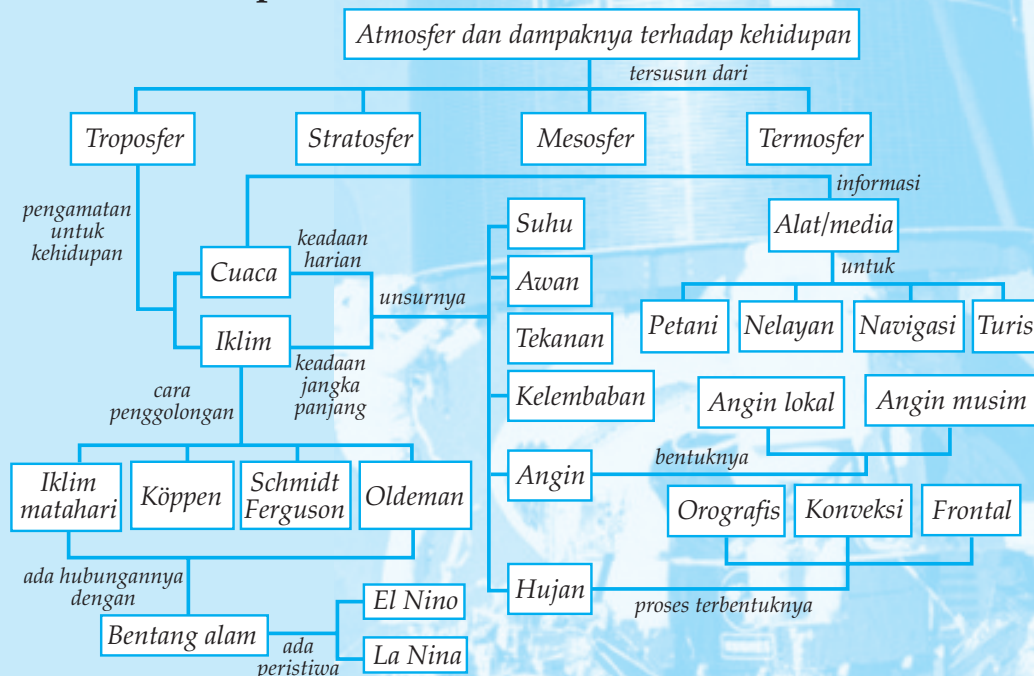 Atmosfer dan dampaknya terhadap kehidupan
tersusun dari
Troposfer
Stratosfer
Mesosfer
Termosfer
informasi
pengamatan
untuk
kehidupan
Cuaca
keadaan
harian
Iklim
keadaan
jangka
panjang
unsurnya
Suhu
Awan
Tekanan
Kelembaban
Angin
Hujan
Alat/media
untuk
Petani
Nelayan
Navigasi
Turis
Angin lokal
Angin musim
bentuknya
Orografis
Konveksi
Frontal
proses terbentuknya
cara
penggolongan
Iklim
matahari
Köppen
Schmidt
Ferguson
Oldeman
ada hubungannya
dengan
Bentang alam
ada
peristiwa
El Nino
La Nina